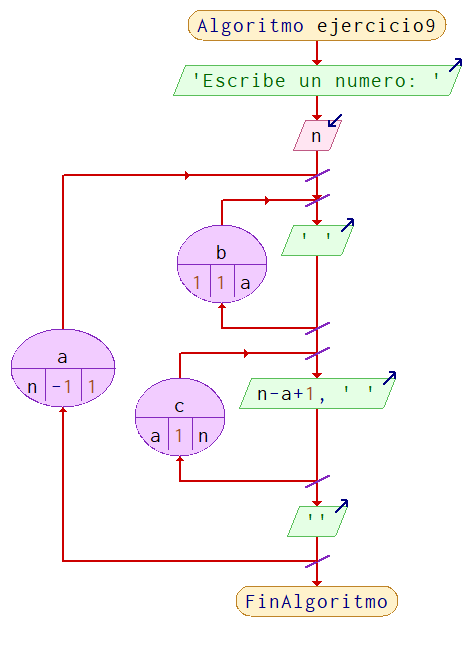 Algoritmo ejercicio9
'Escribe un numero: '
n
b
' '
1 1 a
a
n -1 1
n-a+1, ' '
c
a 1 n
''
FinAlgoritmo